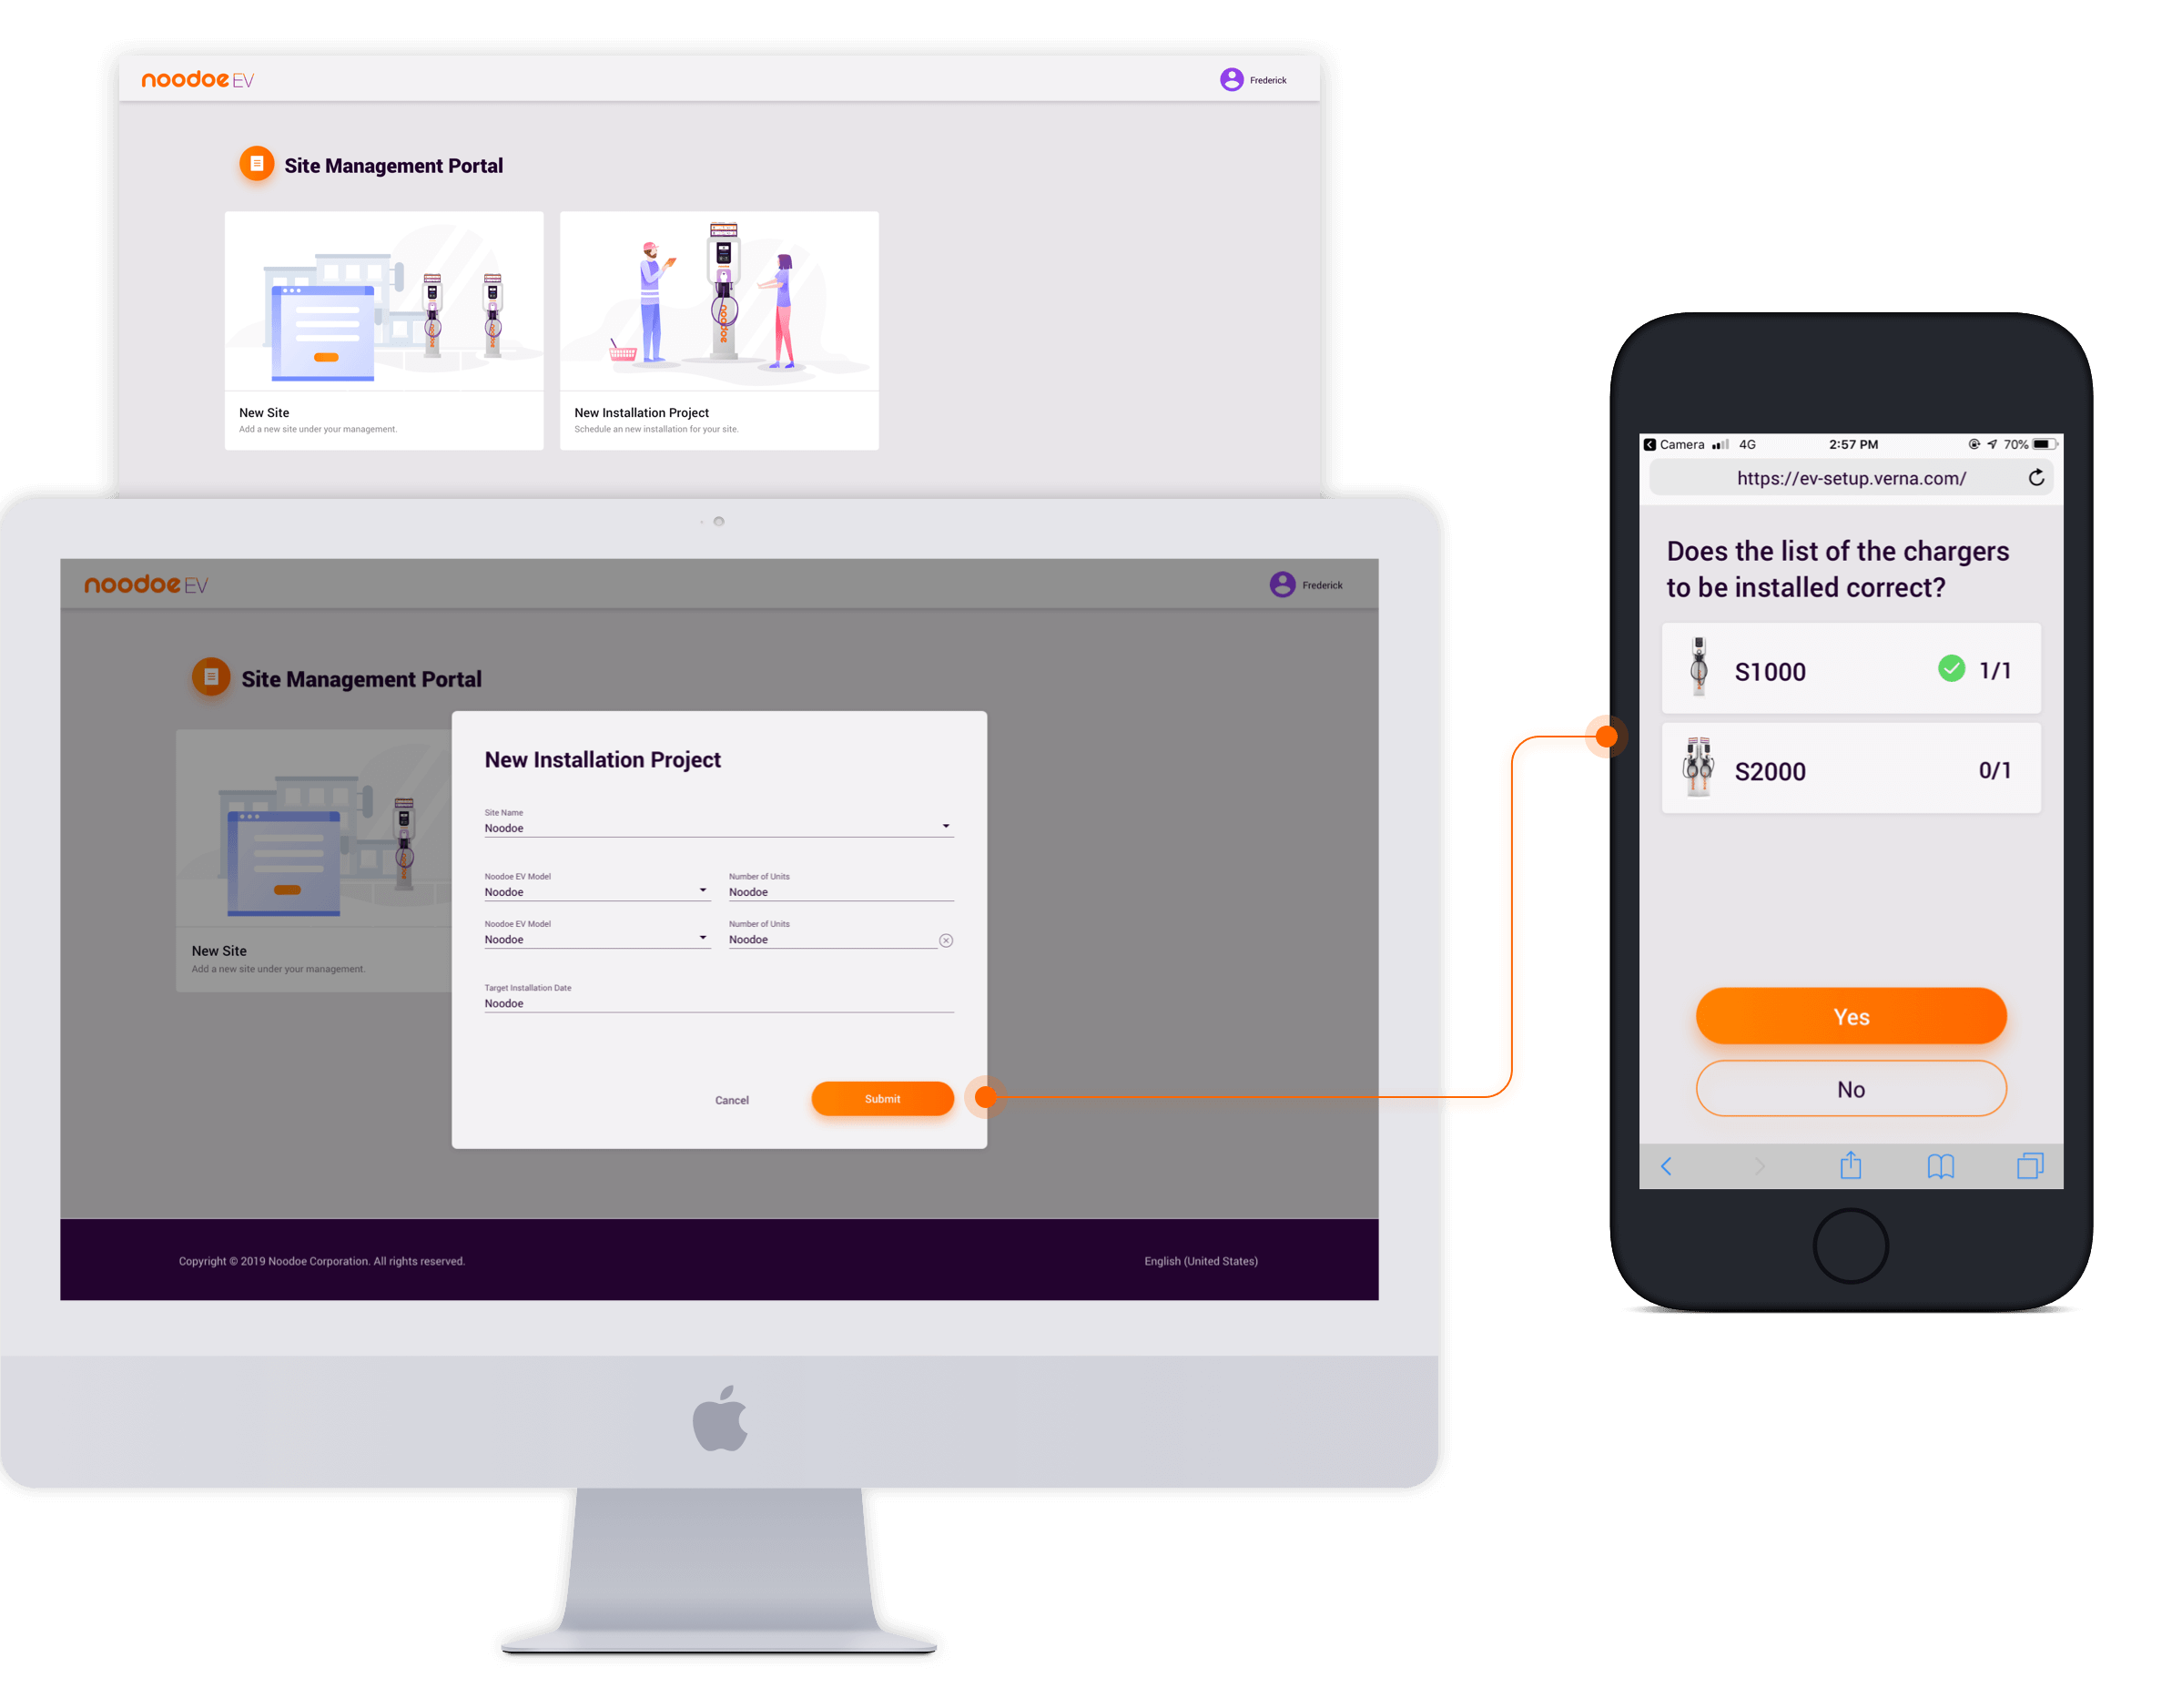 noodoe EV
Frederick
Site Management Portal
New Site
Add a new site under your management.
New Installation Project
Schedule an new installation for your site.
noodoe EV
Frederick
Site Management Portal
New Site
Add a new site under your management.
New Installation Project
Site Name
Noodoe
Noodoe EV Model
Noodoe
Number of Units
Noodoe
Noodoe EV Model
Noodoe
Number of Units
Noodoe
Target Installation Date
Noodoe
Cancel
Submit
Copyright © 2019 Noodoe Corporation. All rights reserved.
English (United States)
Camera 4G 2:57 PM 70%
https://ev-setup.verna.com/
Does the list of the chargers
to be installed correct?
S1000 1/1
S2000 0/1
Yes
No